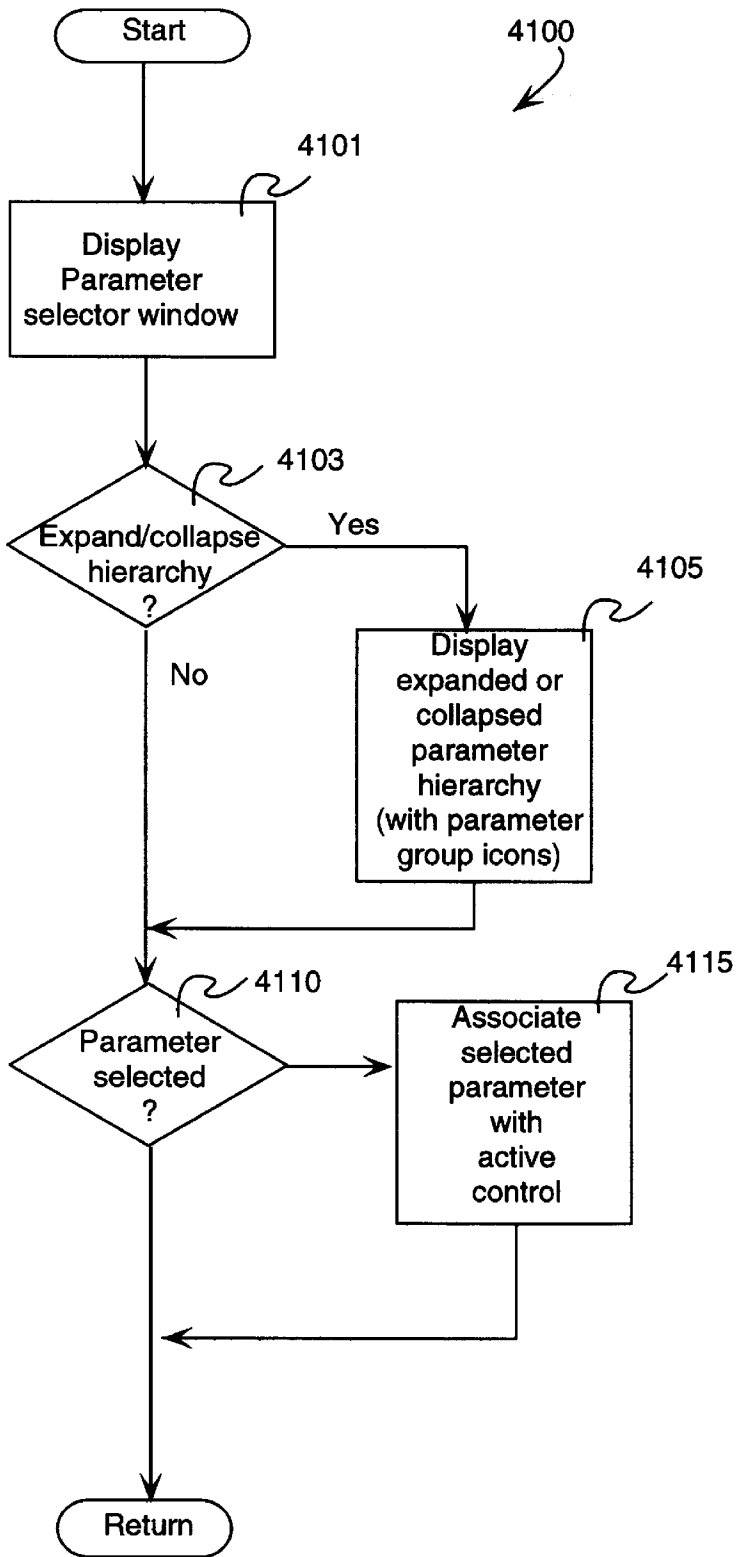 Start
4100
4101
Display
Parameter
selector window
4103
Expand/collapse
hierarchy
?
Yes
No
4105
Display
expanded or
collapsed
parameter
hierarchy
(with parameter
group icons)
4110
Parameter
selected
?
4115
Associate
selected
parameter
with
active
control
Return